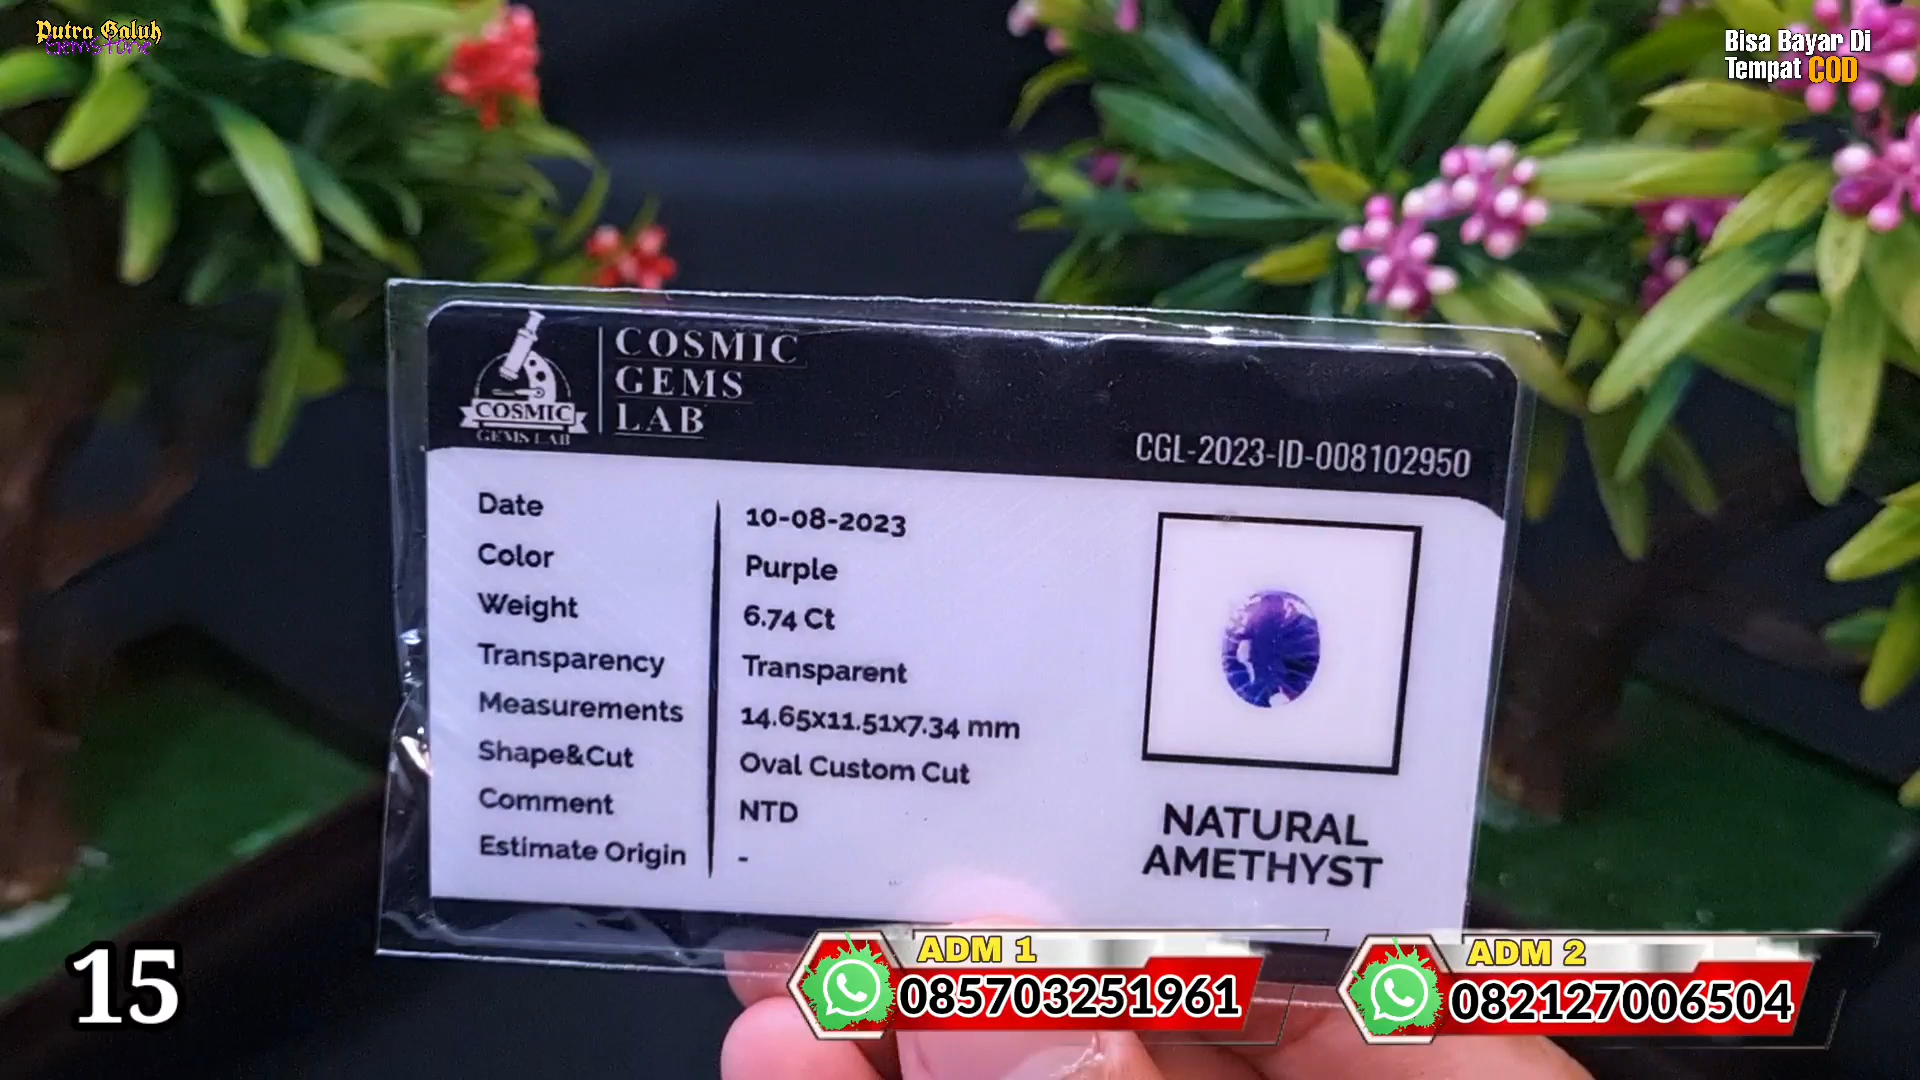 Putra Galuh
Gemstone
Bisa Bayar Di
Tempat COD
COSMIC
GEMS LAB
COSMIC
GEMS
LAB
CGL-2023-ID-008102950
Date 10-08-2023
Color Purple
Weight 6.74 Ct
Transparency Transparent
Measurements 14.65x11.51x7.34 mm
Shape&Cut Oval Custom Cut
Comment NTD
Estimate Origin -
NATURAL
AMETHYST
15
ADM 1
085703251961
ADM 2
082127006504